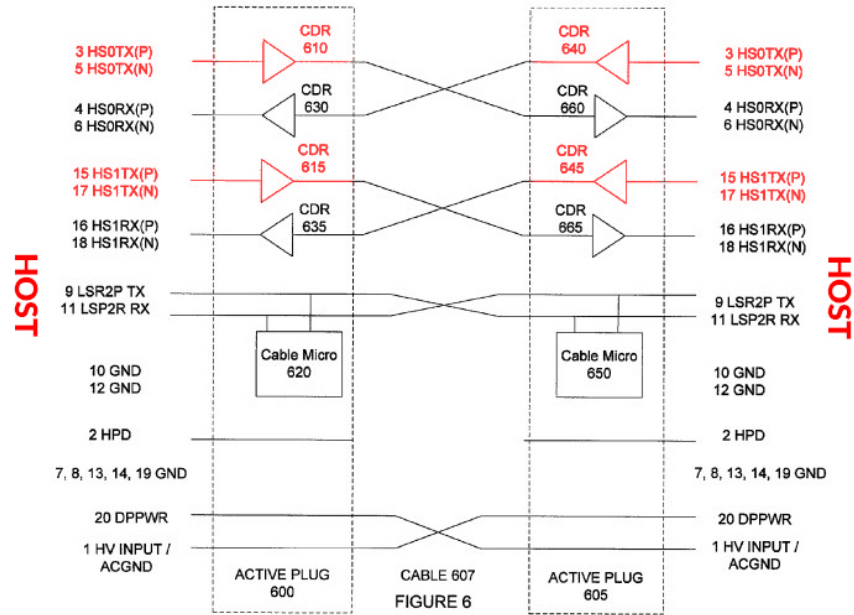 CDR
610
CDR
640
3 HS0TX(P)
5 HS0TX(N)
3 HS0TX(P)
5 HS0TX(N)
4 HS0RX(P)
6 HS0RX(N)
CDR
630
CDR
660
4 HS0RX(P)
6 HS0RX(N)
15 HS1TX(P)
17 HS1TX(N)
CDR
615
CDR
645
15 HS1TX(P)
17 HS1TX(N)
16 HS1RX(P)
18 HS1RX(N)
CDR
635
CDR
665
16 HS1RX(P)
18 HS1RX(N)
HOST
HOST
9 LSR2P TX
11 LSP2R RX
9 LSR2P TX
11 LSP2R RX
Cable Micro
620
Cable Micro
650
10 GND
12 GND
10 GND
12 GND
2 HPD
2 HPD
7, 8, 13, 14, 19 GND
7, 8, 13, 14, 19 GND
20 DPPWR
20 DPPWR
1 HV INPUT /
ACGND
1 HV INPUT /
ACGND
ACTIVE PLUG
600
CABLE 607
ACTIVE PLUG
605
FIGURE 6